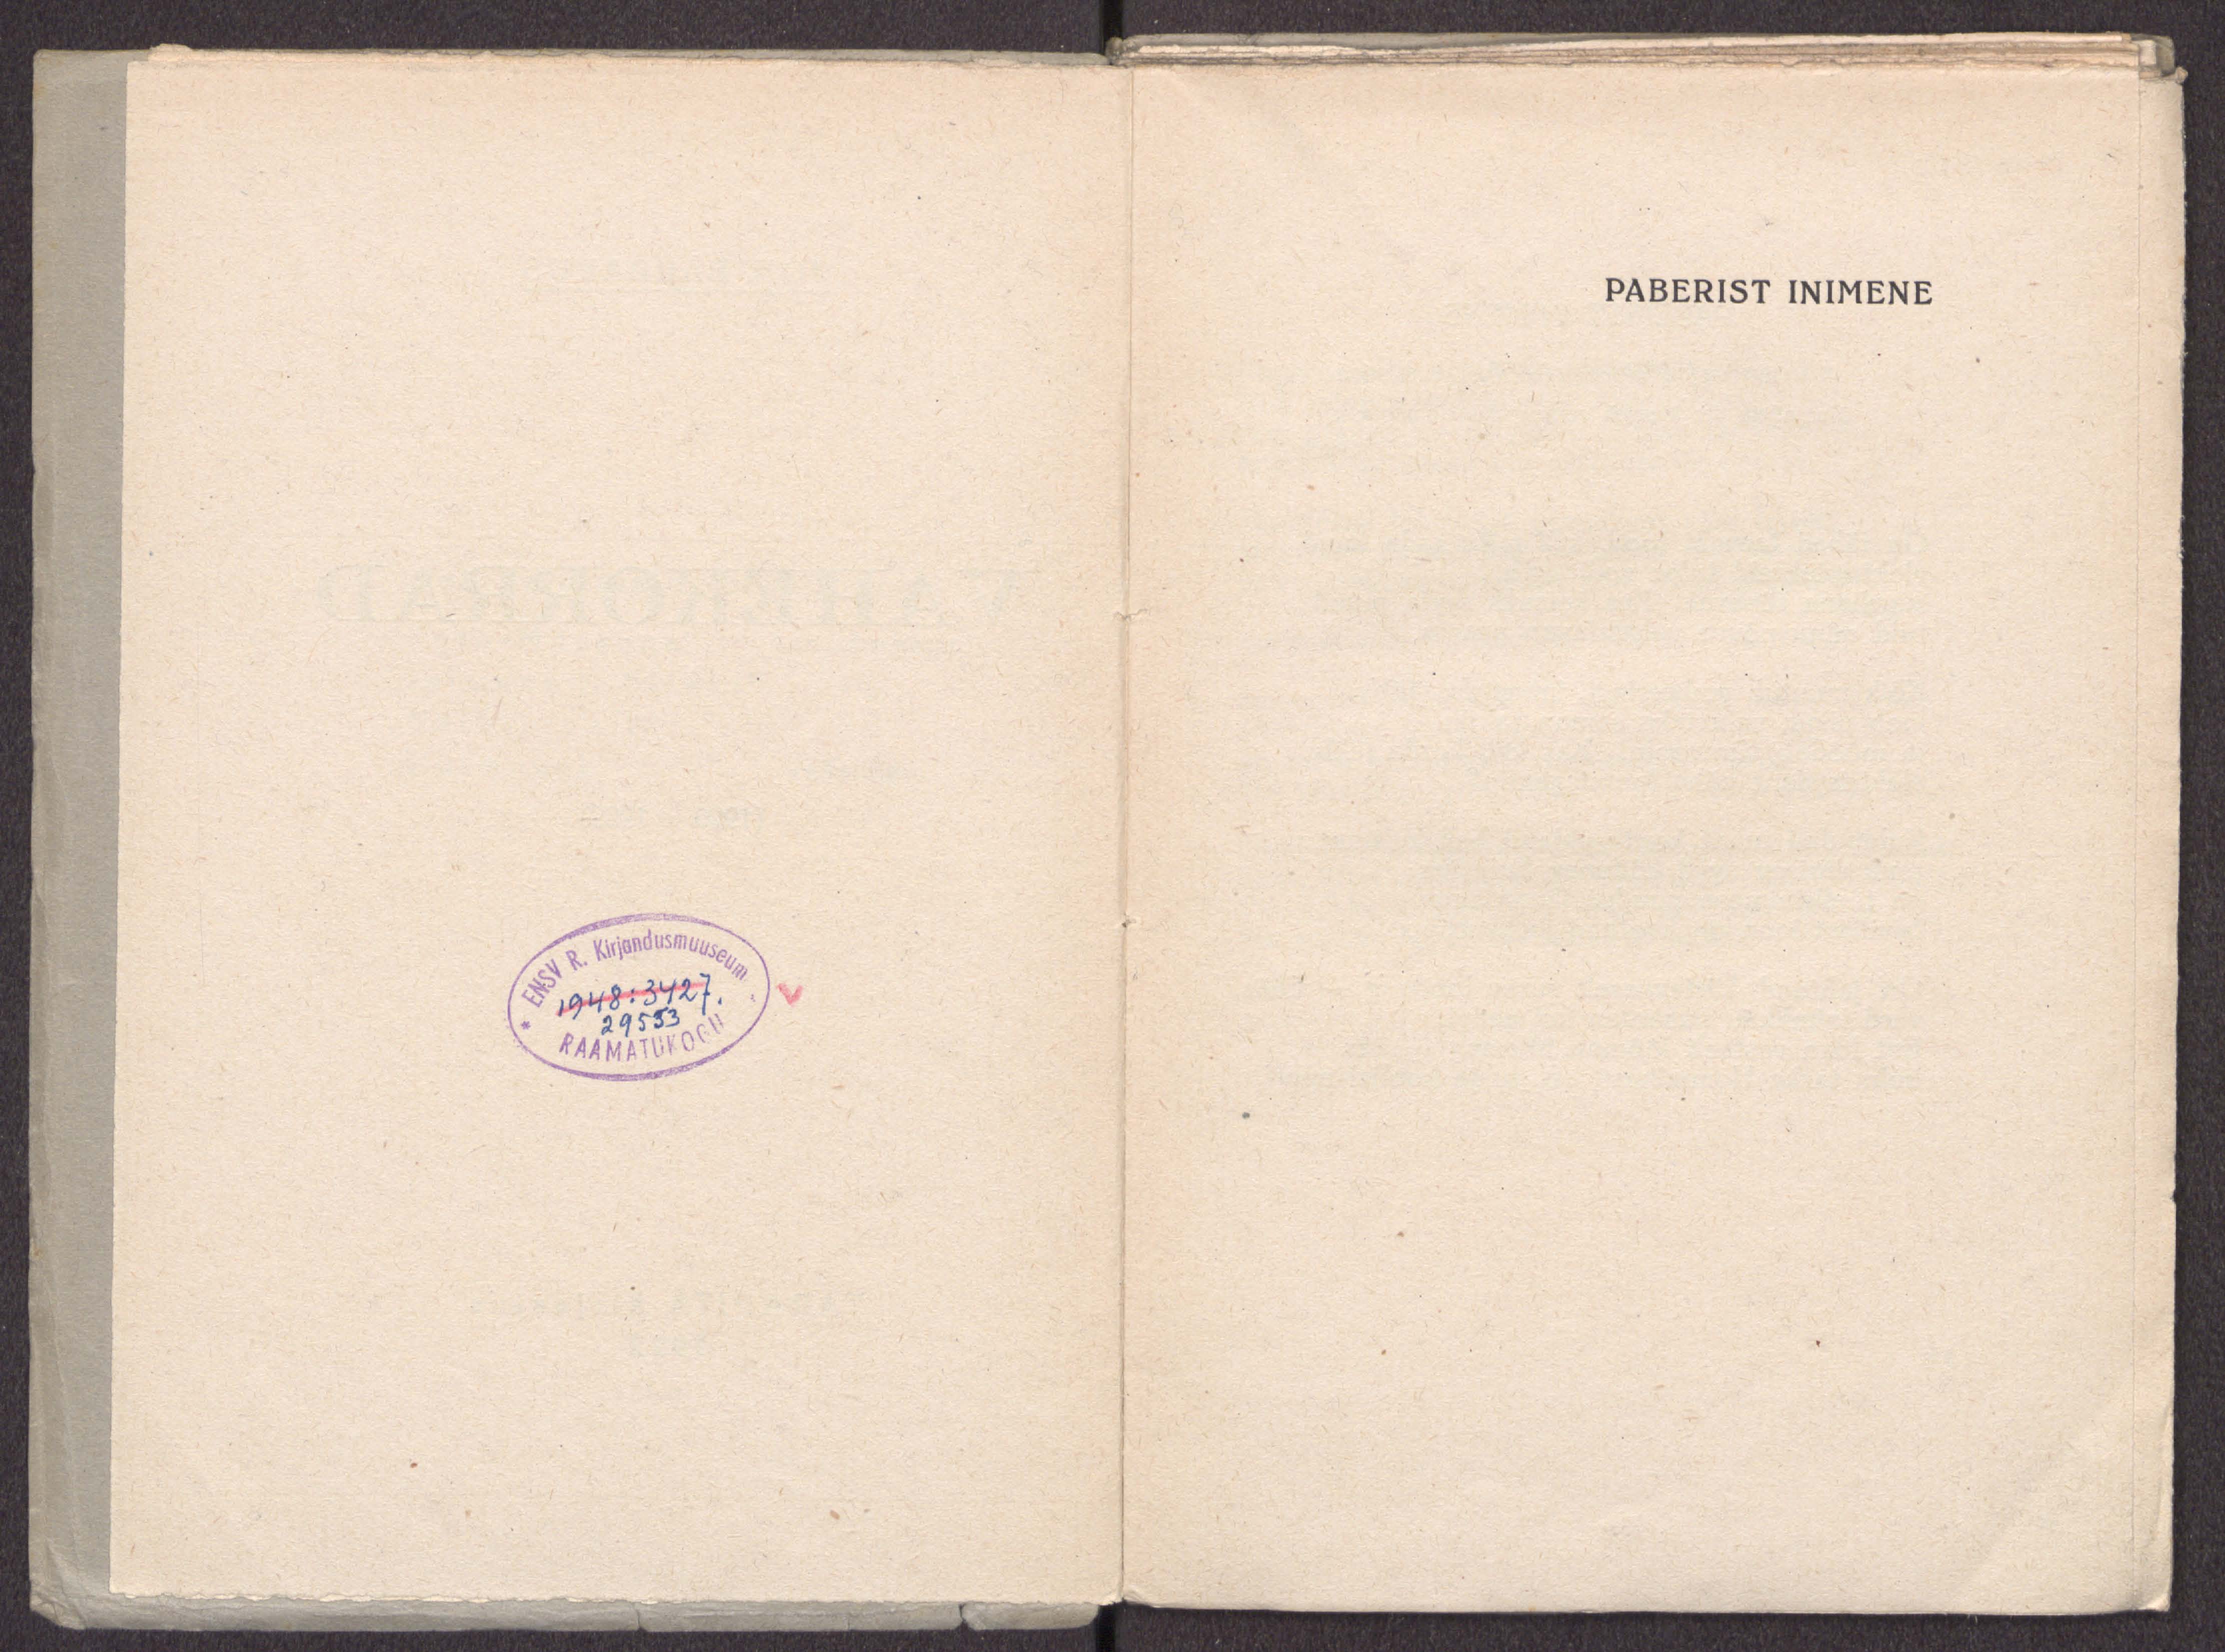 * ENSV R. Kirjandusmuuseum
1948:3427.
29553
RAAMATUKOGU
PABERIST INIMENE